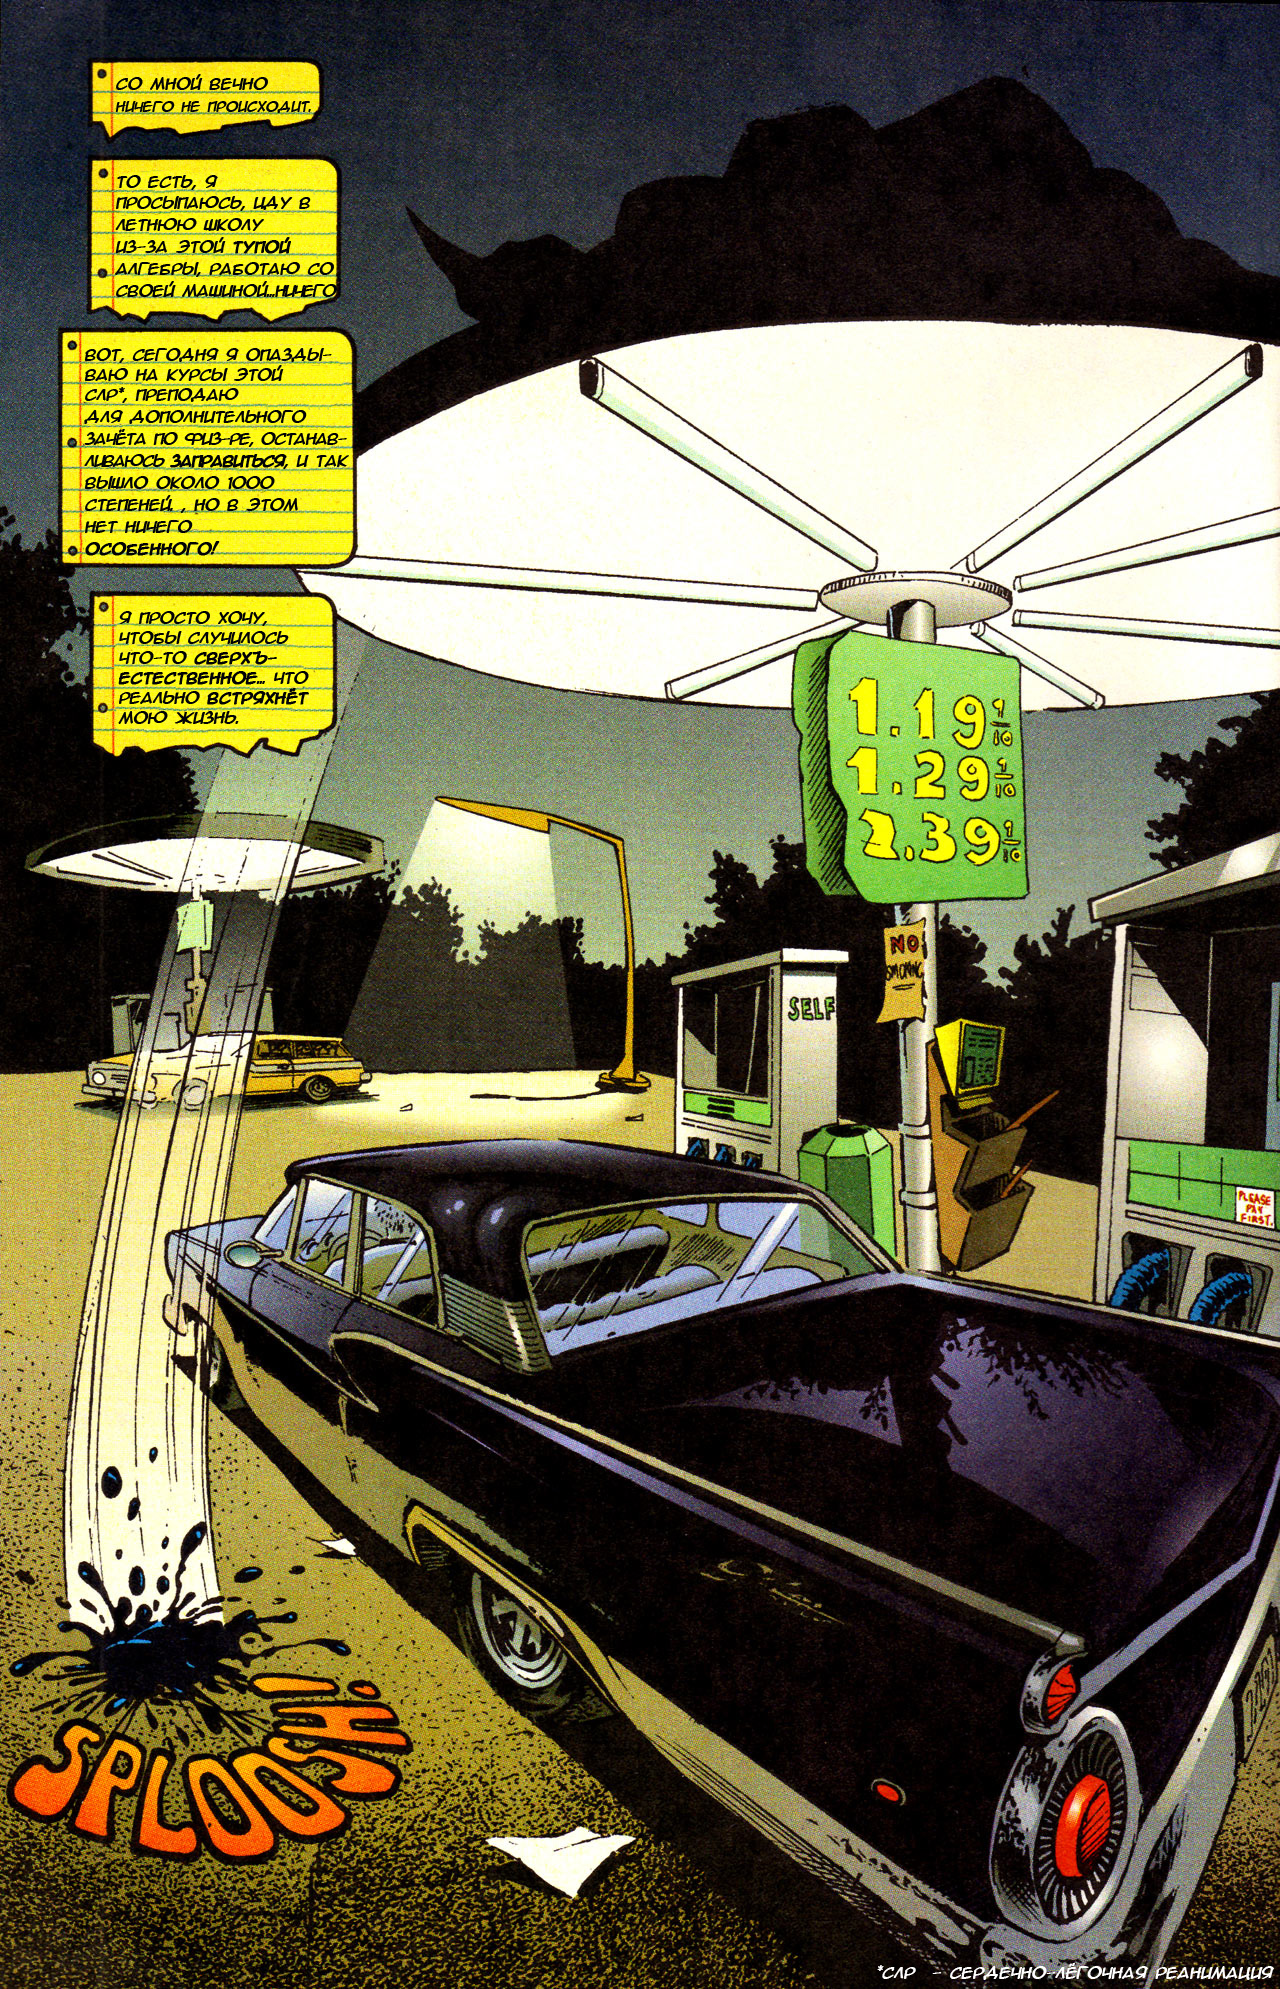 СО МНОЙ ВЕЧНО
НИЧЕГО НЕ ПРОИСХОДИТ.
ТО ЕСТЬ, Я
ПРОСЫПАЮСЬ, ИДУ В
ЛЕТНЮЮ ШКОЛУ
ИЗ-ЗА ЭТОЙ ТУПОЙ
АЛГЕБРЫ, РАБОТАЮ СО
СВОЕЙ МАШИНОЙ...НИЧЕГО
ВОТ, СЕГОДНЯ Я ОПАЗДЫ-
ВАЮ НА КУРСЫ ЭТОЙ
СЛР*, ПРЕПОДАЮ
ДЛЯ ДОПОЛНИТЕЛЬНОГО
ЗАЧЁТА ПО ФИЗ-РЕ, ОСТАНАВ-
ЛИВАЮСЬ ЗАПРАВИТЬСЯ, И ТАК
ВЫШЛО ОКОЛО 1000
СТЕПЕНЕЙ. , НО В ЭТОМ
НЕТ НИЧЕГО
ОСОБЕННОГО!
Я ПРОСТО ХОЧУ,
ЧТОБЫ СЛУЧИЛОСЬ
ЧТО-ТО СВЕРХЪ-
ЕСТЕСТВЕННОЕ... ЧТО
РЕАЛЬНО ВСТРЯХНЁТ
МОЮ ЖИЗНЬ.
1.19 9/10
1.29 9/10
2.39 9/10
NO
SMOKING
SELF
PLEASE
PAY
FIRST.
SPLOOSH!
*СЛР - СЕРДЕЧНО-ЛЁГОЧНАЯ РЕАНИМАЦИЯ